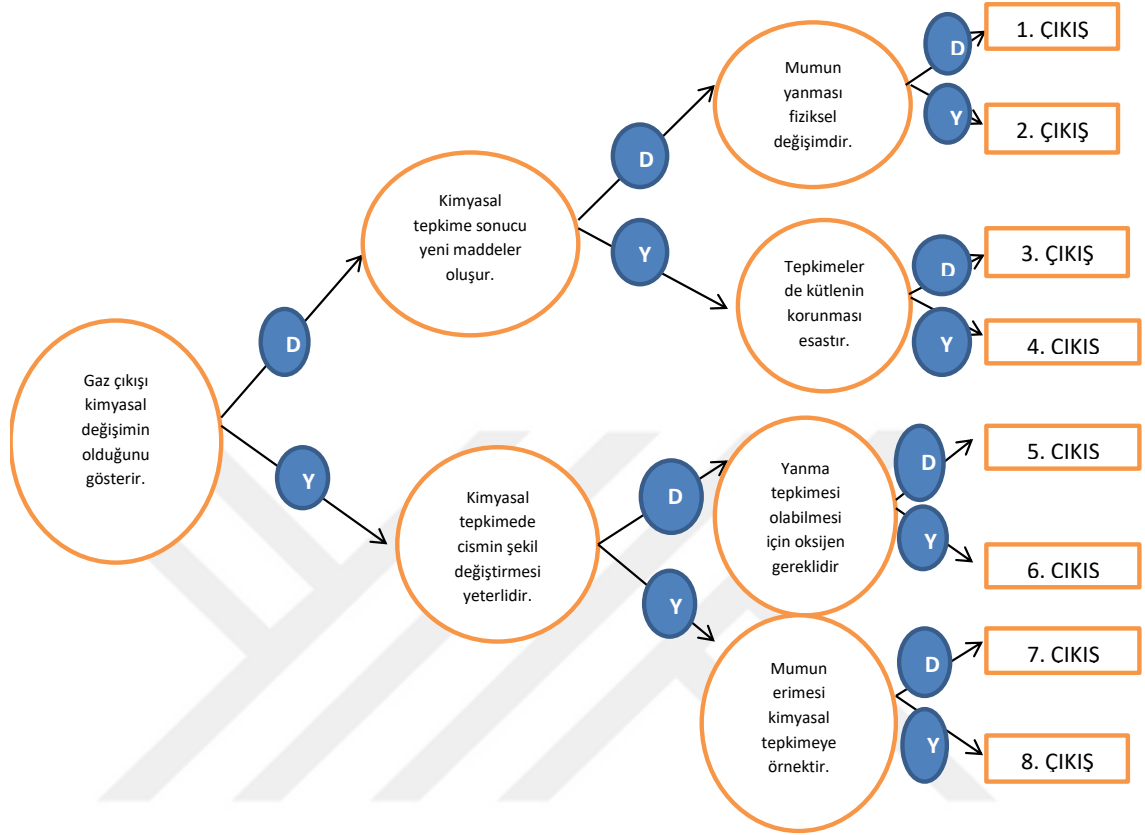 Gaz çıkışı
kimyasal
değişimin
olduğunu
gösterir.
D
Y
Kimyasal
tepkime sonucu
yeni maddeler
oluşur.
D
Y
Kimyasal
tepkimede
cismin şekil
değiştirmesi
yeterlidir.
D
Y
Mumun
yanması
fiziksel
değişimdir.
D
Y
1. ÇIKIŞ
2. ÇIKIŞ
Tepkimeler
de kütlenin
korunması
esastır.
D
Y
3. ÇIKIŞ
4. CIKIS
Yanma
tepkimesi
olabilmesi
için oksijen
gereklidir
D
Y
5. CIKIS
6. CIKIS
Mumun
erimesi
kimyasal
tepkimeye
örnektir.
D
Y
7. CIKIS
8. ÇIKIŞ